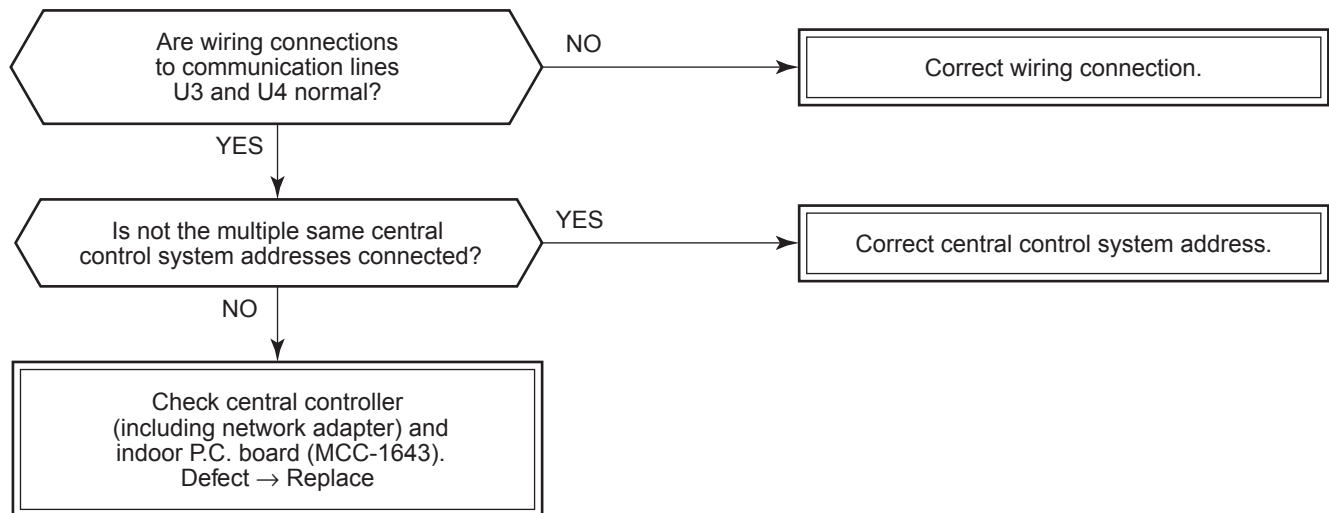 Are wiring connections
to communication lines
U3 and U4 normal?
NO
Correct wiring connection.
YES
Is not the multiple same central
control system addresses connected?
YES
Correct central control system address.
NO
Check central controller
(including network adapter) and
indoor P.C. board (MCC-1643).
Defect → Replace